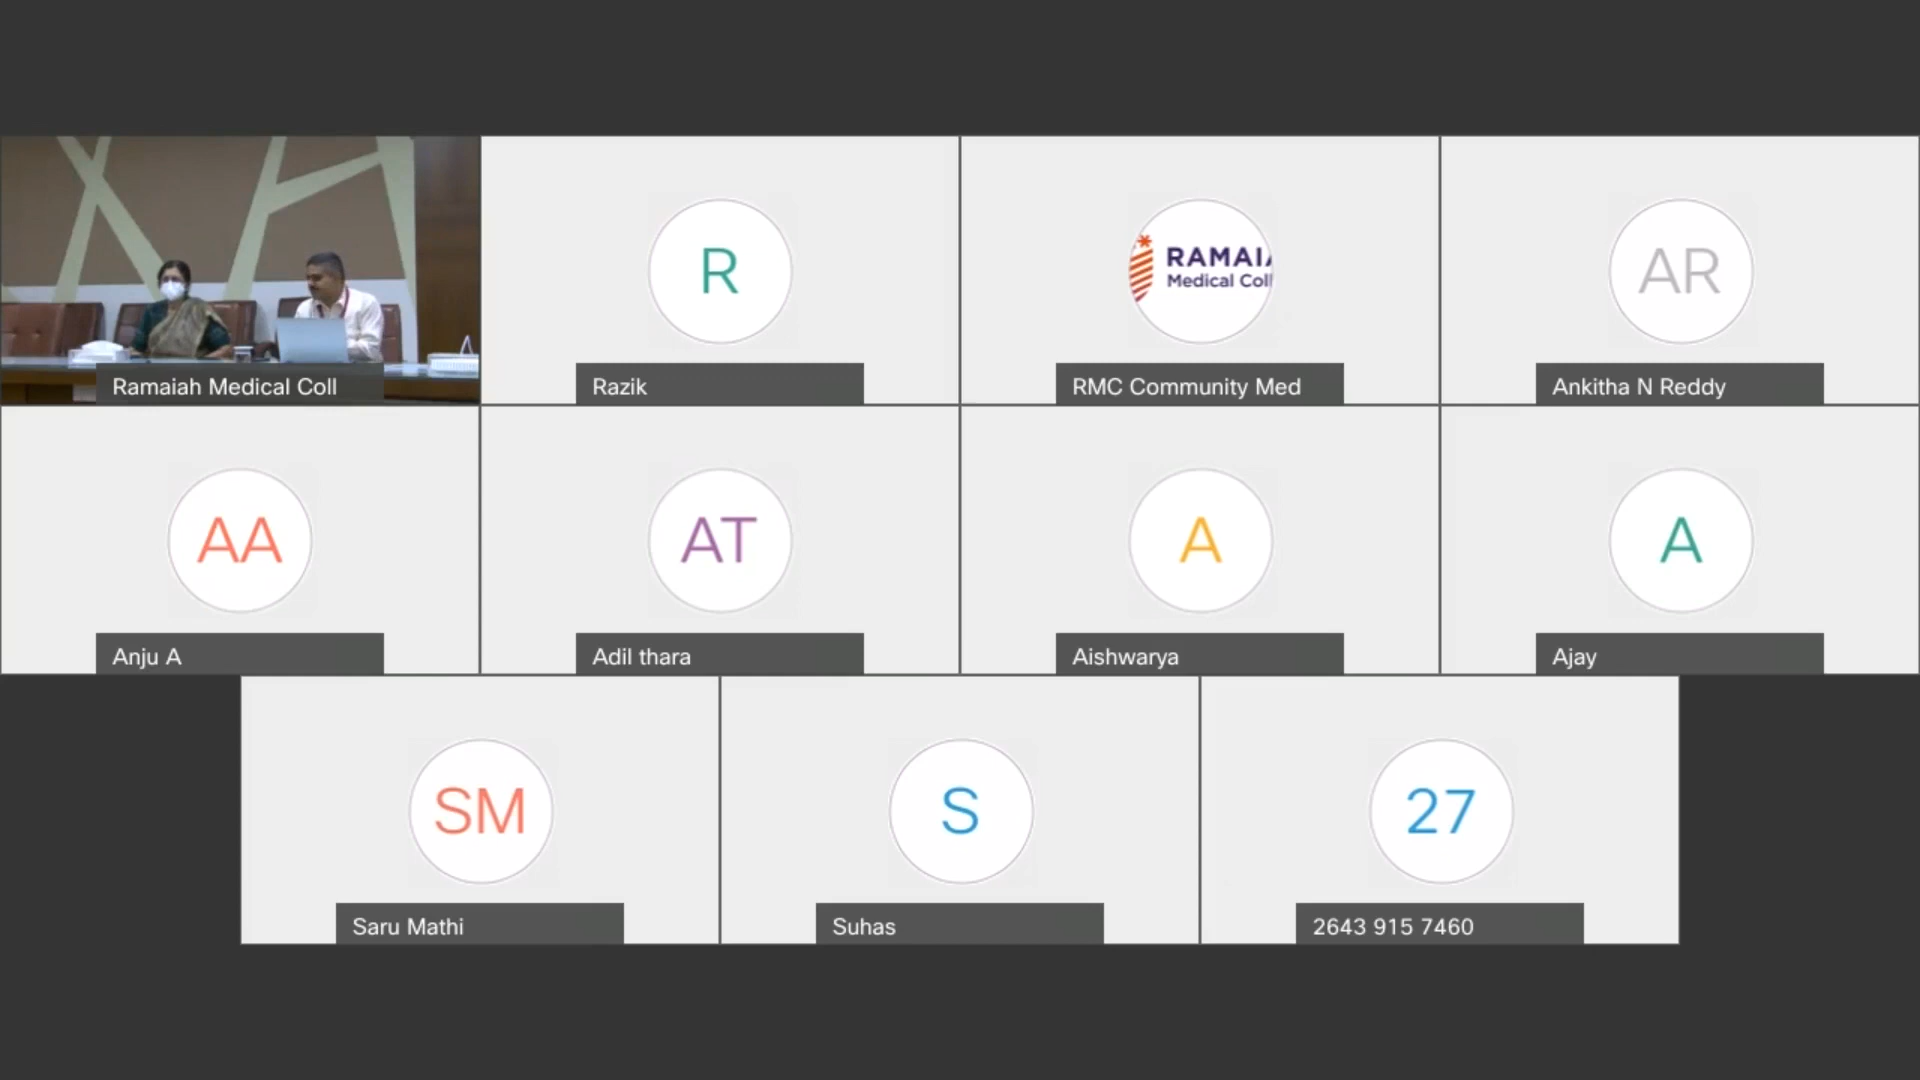 Ramaiah Medical Coll
R
Razik
RAMAIA
Medical Coll
RMC Community Med
AR
Ankitha N Reddy
AA
Anju A
AT
Adil thara
A
Aishwarya
A
Ajay
SM
Saru Mathi
S
Suhas
27
2643 915 7460